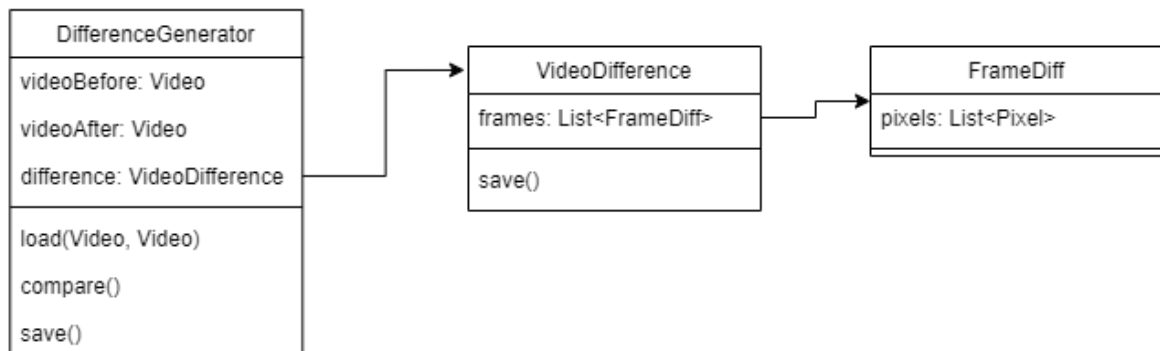 DifferenceGenerator
videoBefore: Video
videoAfter: Video
difference: VideoDifference
load(Video, Video)
compare()
save()
VideoDifference
frames: List<FrameDiff>
save()
FrameDiff
pixels: List<Pixel>